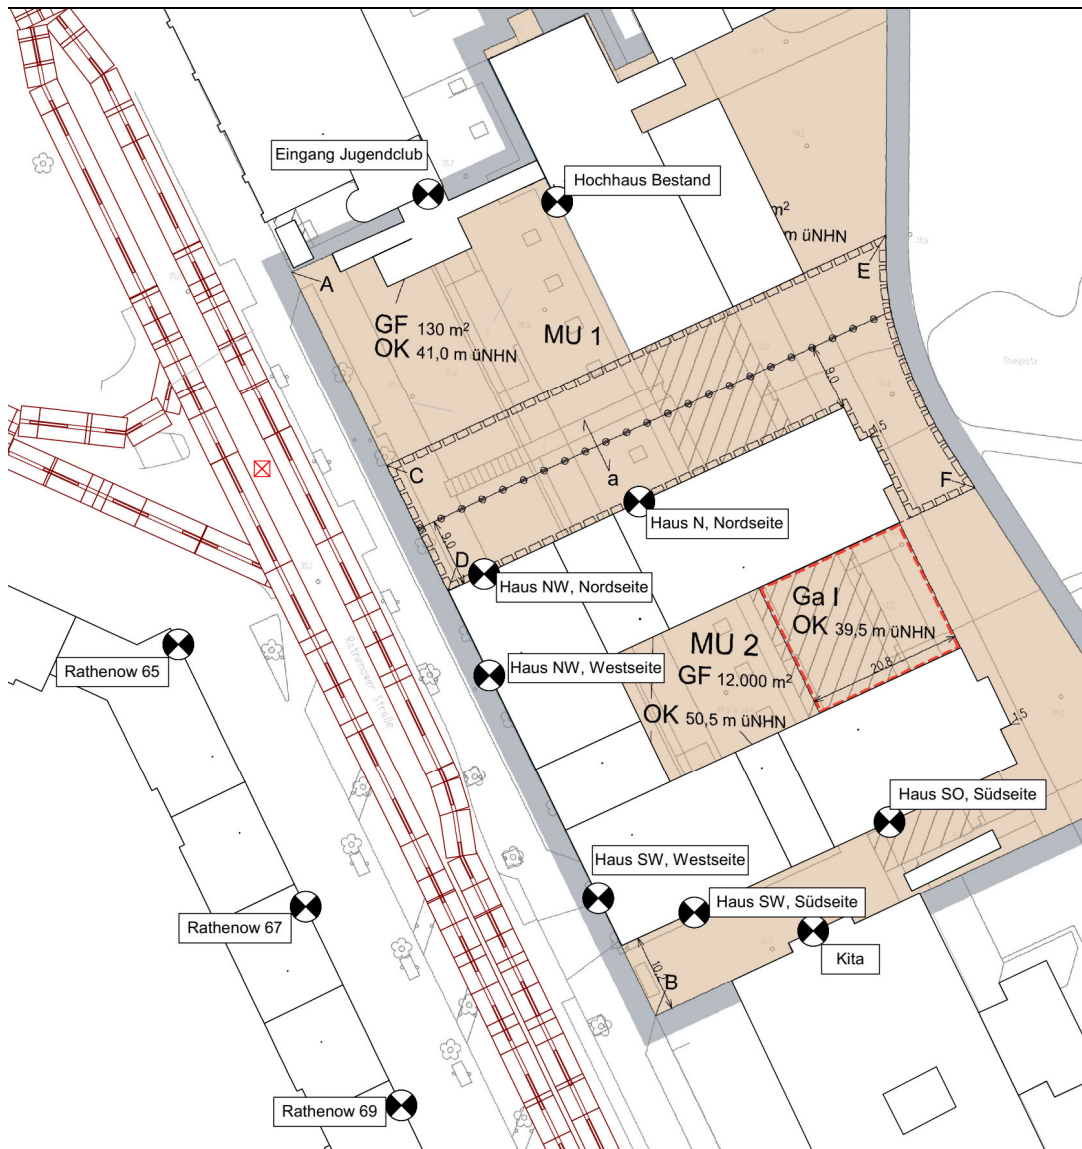 Eingang Jugendclub
Hochhaus Bestand
m²
m üNHN
A
E
GF 130 m²
OK 41,0 m üNHN
MU 1
9,0
1,5
C
a
F
Haus N, Nordseite
9,0
D
Haus NW, Nordseite
Ga I
OK 39,5 m üNHN
MU 2
GF 12.000 m²
20,8
OK 50,5 m üNHN
Rathenow 65
Haus NW, Westseite
Rathenower Straße
1,5
Haus SO, Südseite
Haus SW, Westseite
Haus SW, Südseite
Rathenow 67
Kita
B
Rathenow 69